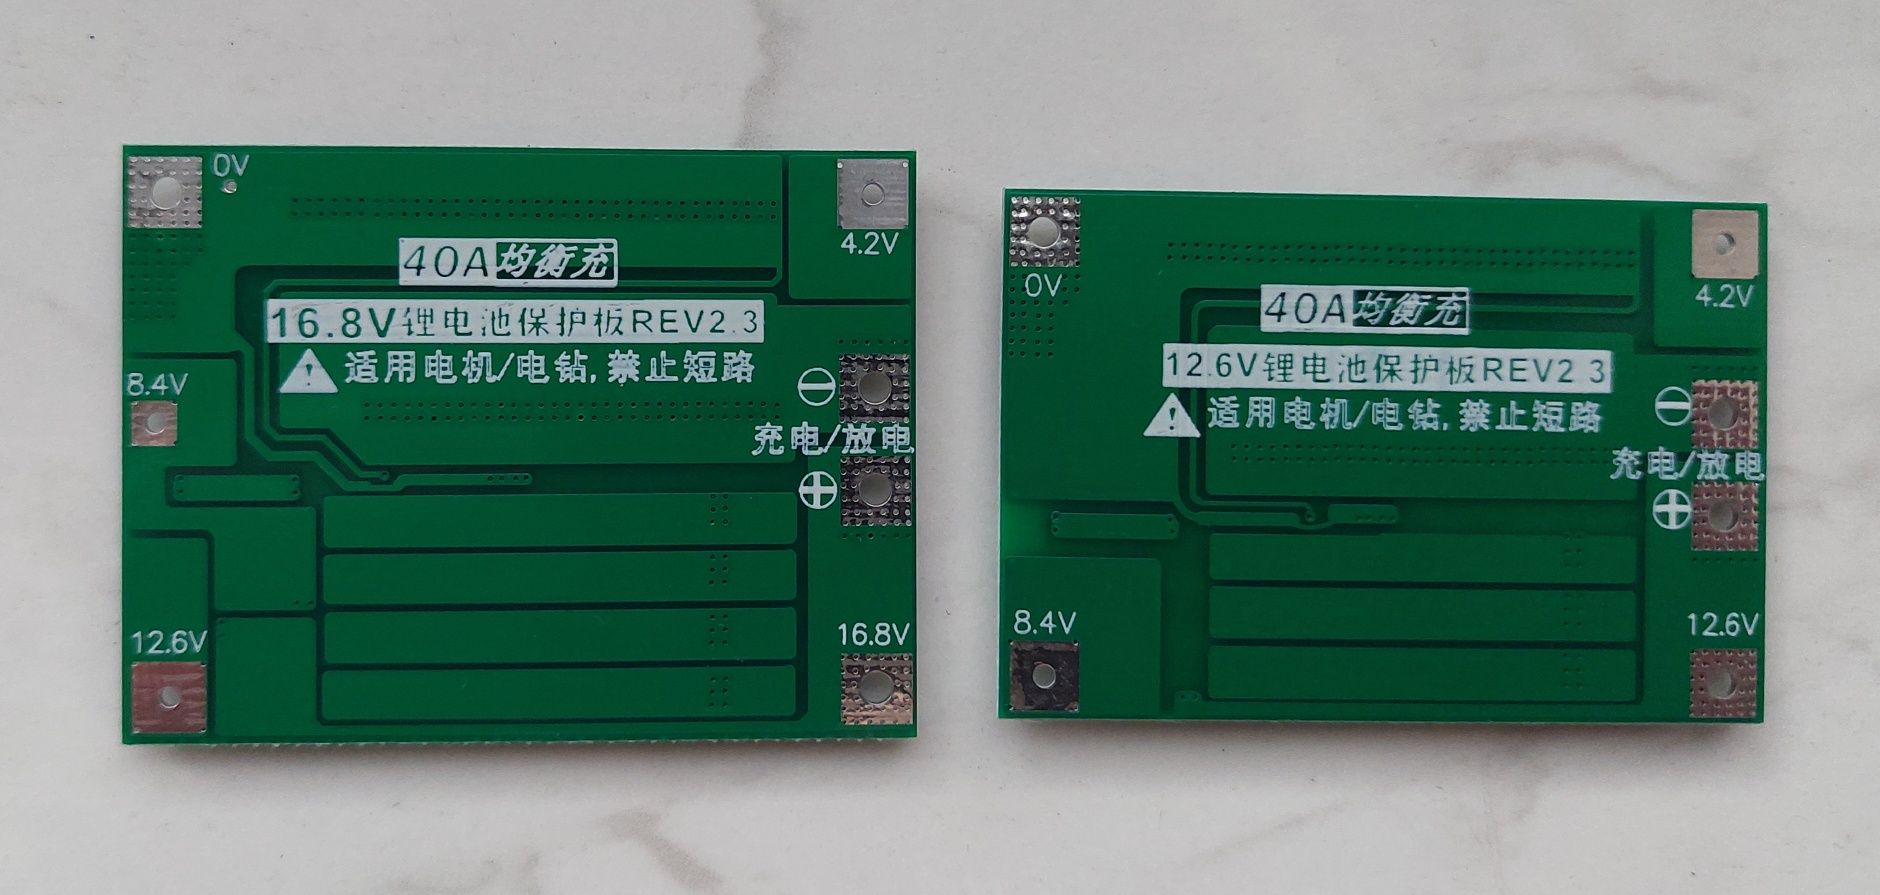 0V
4.2V
40A均衡充
16.8V锂电池保护板REV2.3
适用电机/电钻,禁止短路
8.4V
充电/放电
12.6V
16.8V
0V
4.2V
40A均衡充
12.6V锂电池保护板REV2.3
适用电机/电钻,禁止短路
充电/放电
8.4V
12.6V